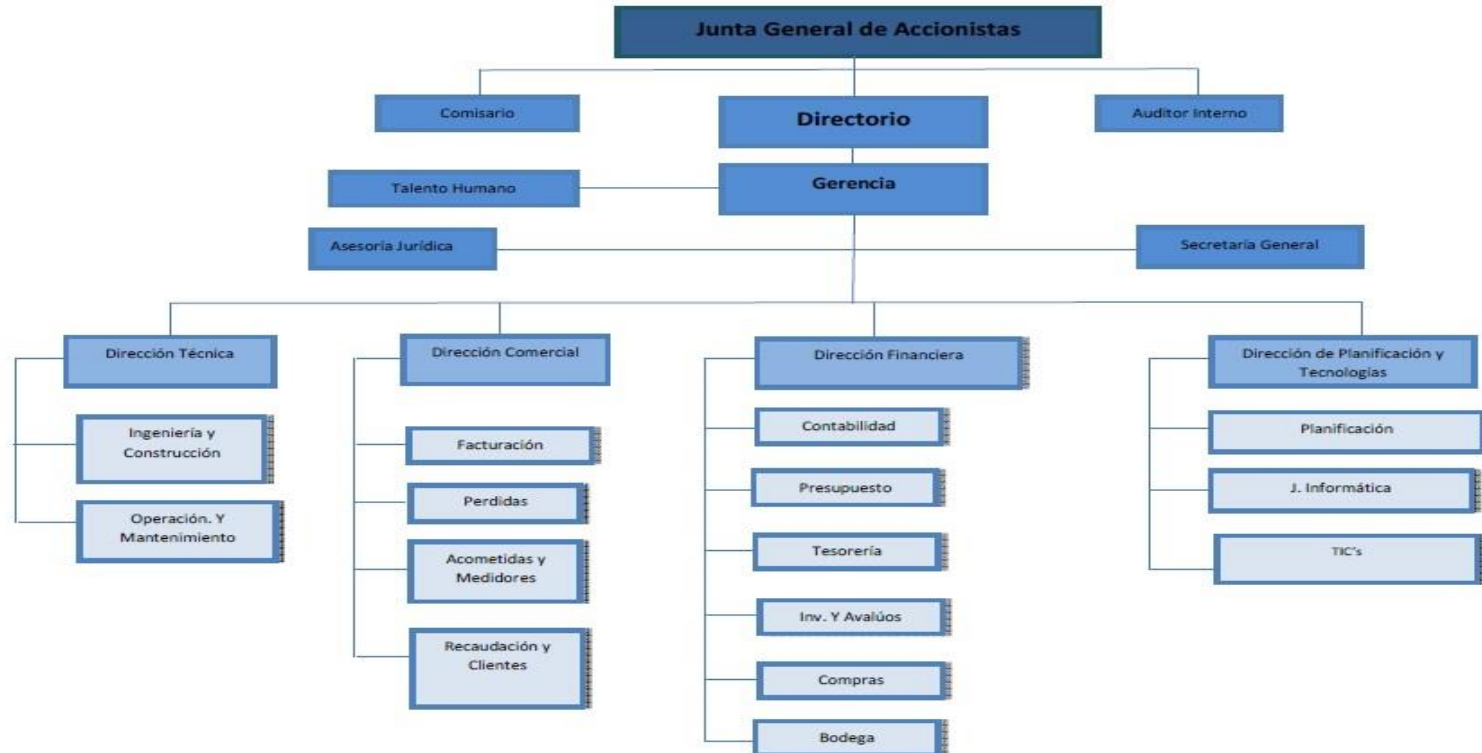 Junta General de Accionistas
Comisario
Directorio
Auditor Interno
Talento Humano
Gerencia
Asesoría Jurídica
Secretaría General
Dirección Técnica
Dirección Comercial
Dirección Financiera
Dirección de Planificación y
Tecnologías
Ingeniería y
Construcción
Operación. Y
Mantenimiento
Facturación
Perdidas
Acometidas y
Medidores
Recaudación y
Clientes
Contabilidad
Presupuesto
Tesorería
Inv. Y Avalúos
Compras
Bodega
Planificación
J. Informática
TIC's